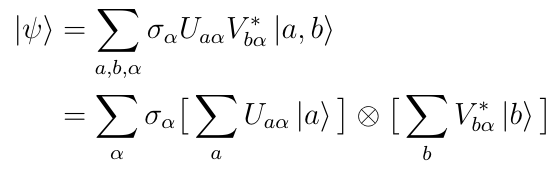 |ψ⟩ = ∑_{a,b,α} σ_α U_{aα} V*_{bα} |a, b⟩
= ∑_α σ_α [ ∑_a U_{aα} |a⟩ ] ⊗ [ ∑_b V*_{bα} |b⟩ ]